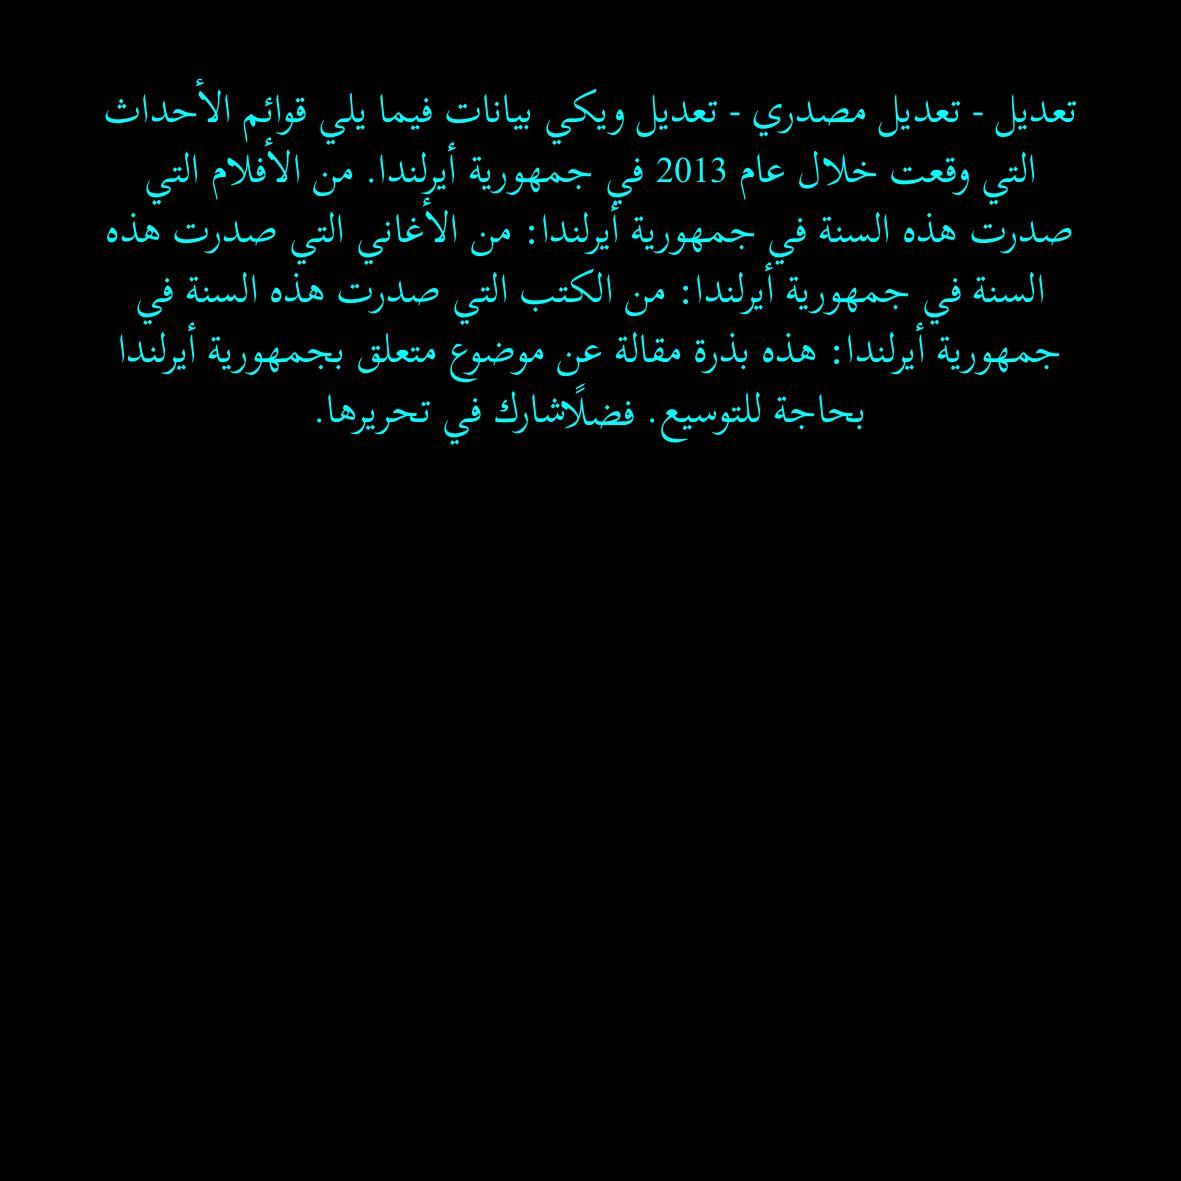 تعديل - تعديل مصدري - تعديل ويكي بيانات فيما يلي قوائم الأحداث
التي وقعت خلال عام 2013 في جمهورية أيرلندا. من الأفلام التي
صدرت هذه السنة في جمهورية أيرلندا: من الأغاني التي صدرت هذه
السنة في جمهورية أيرلندا: من الكتب التي صدرت هذه السنة في
جمهورية أيرلندا: هذه بذرة مقالة عن موضوع متعلق بجمهورية أيرلندا
بحاجة للتوسيع. فضلًاشارك في تحريرها.